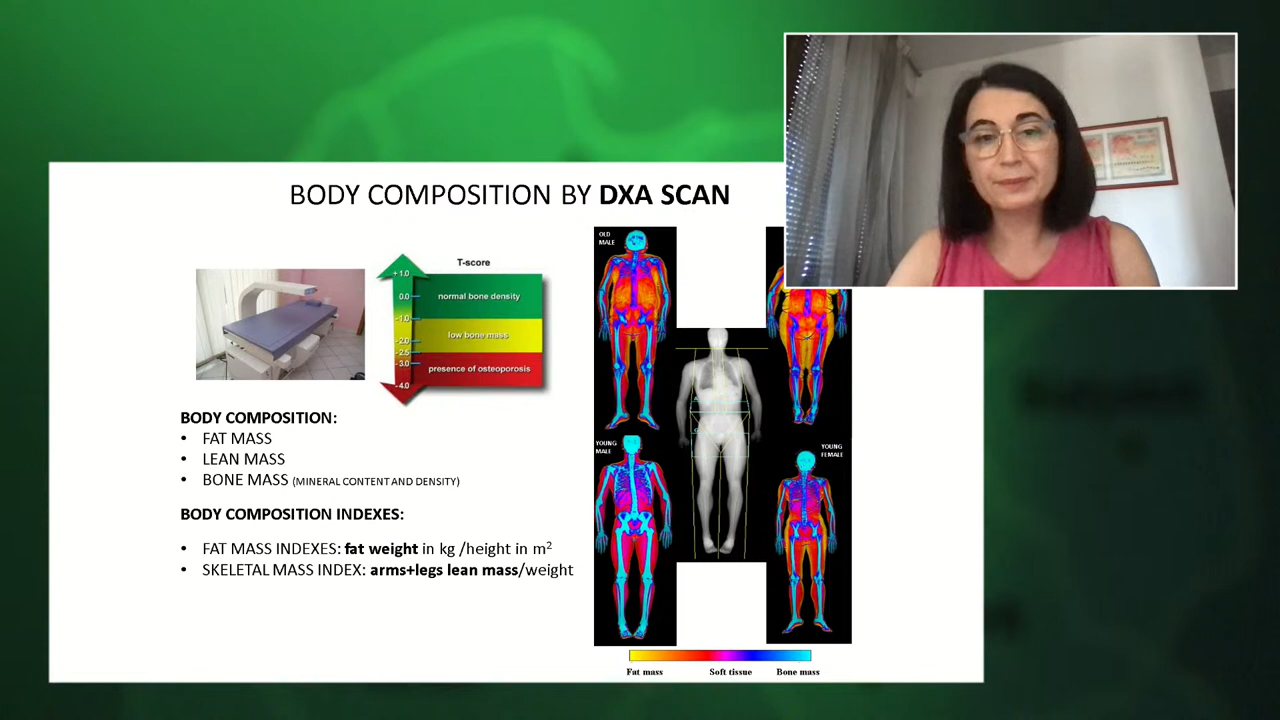 BODY COMPOSITION BY DXA SCAN
T-score
+ 1.0
0.0
normal bone density
- 1.0
low bone mass
- 2.0
- 2.5
- 3.0
presence of osteoporosis
- 4.0
OLD
MALE
BODY COMPOSITION:
• FAT MASS
• LEAN MASS
• BONE MASS (MINERAL CONTENT AND DENSITY)
BODY COMPOSITION INDEXES:
• FAT MASS INDEXES: fat weight in kg /height in m²
• SKELETAL MASS INDEX: arms+legs lean mass/weight
YOUNG
MALE
YOUNG
FEMALE
Fat mass
Soft tissue
Bone mass